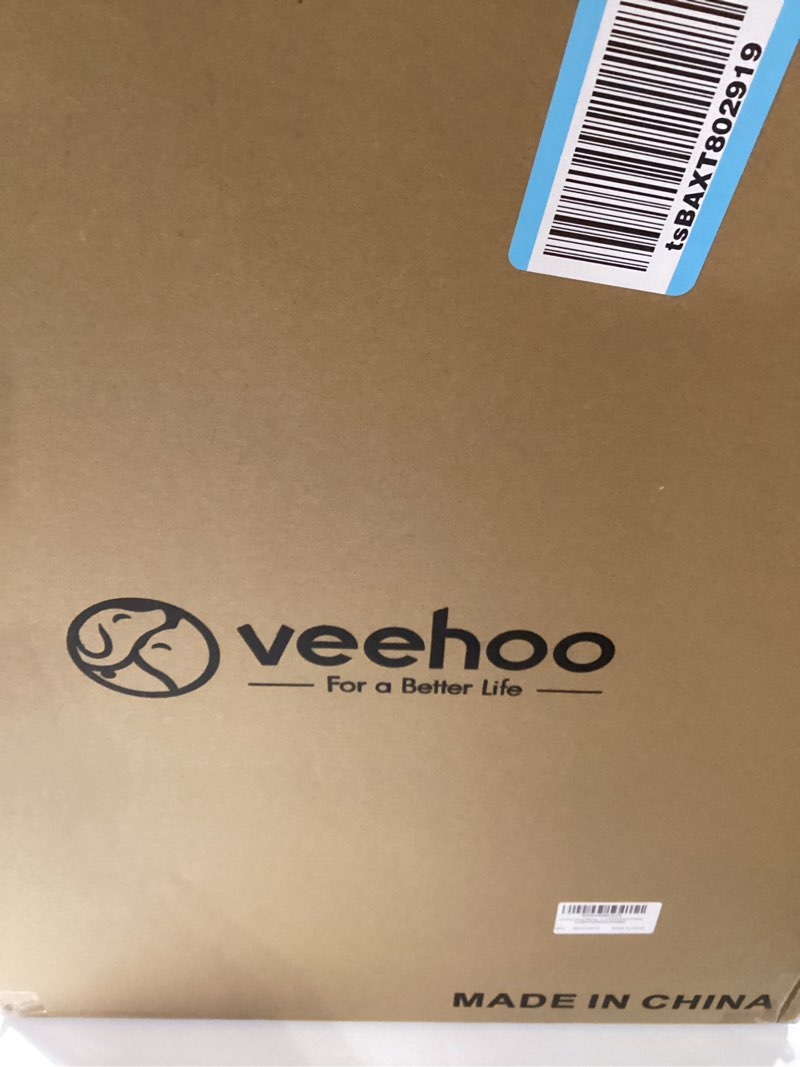 tsBAXT802919
veehoo
For a Better Life
MADE IN CHINA